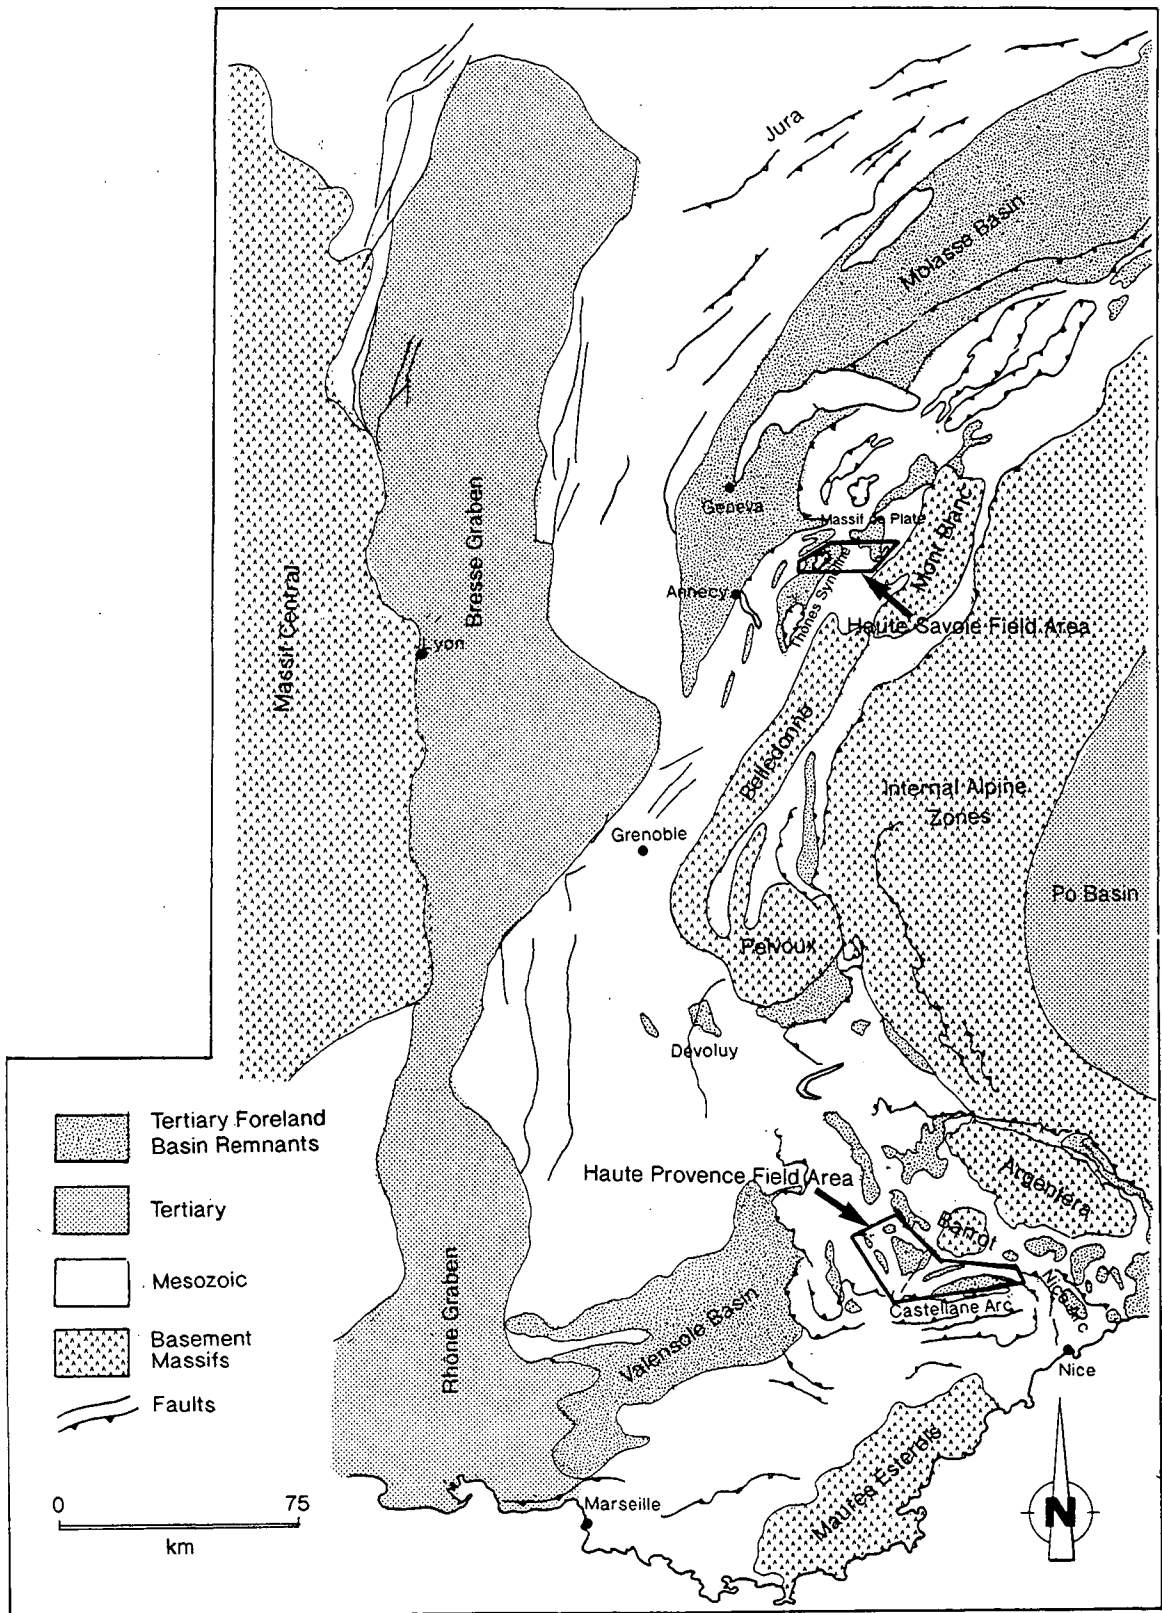 Jura
Molasse Basin
Geneva
Massif de Platé
Mont Blanc
Annecy
Thônes Syncline
Haute Savoie Field Area
Bresse Graben
Massif Central
Lyon
Belledonne
Internal Alpine
Zones
Grenoble
Po Basin
Pelvoux
Devoluy
Tertiary Foreland
Basin Remnants
Tertiary
Mesozoic
Basement
Massifs
Faults
Haute Provence Field Area
Argentera
Barrot
Rhône Graben
Valensole Basin
Castellane Arc
Nice Arc
Nice
Maures Esterels
Marseille
0 75
km
N